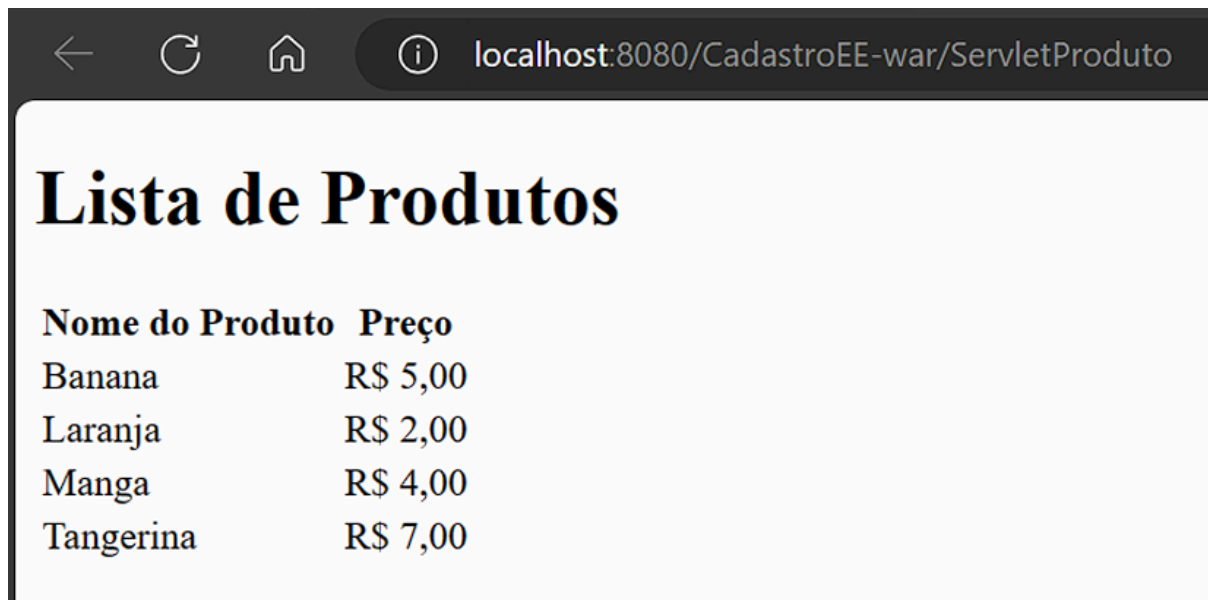 localhost:8080/CadastroEE-war/ServletProduto
Lista de Produtos
Nome do Produto Preço
Banana R$ 5,00
Laranja R$ 2,00
Manga R$ 4,00
Tangerina R$ 7,00